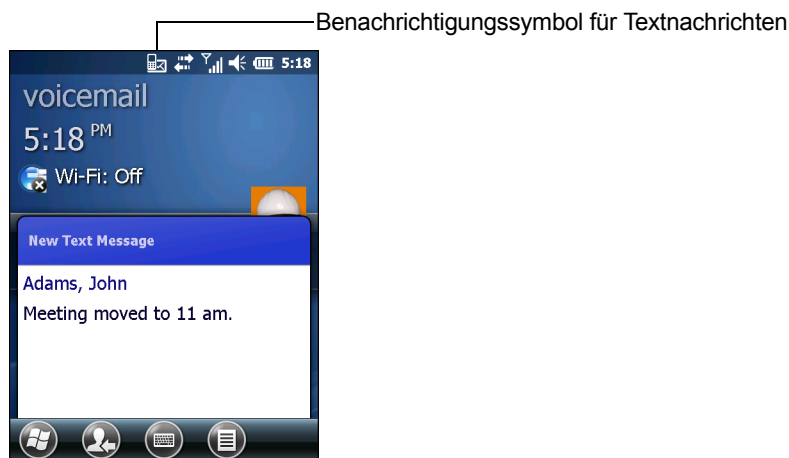 Benachrichtigungssymbol für Textnachrichten
5:18
voicemail
5:18 PM
Wi-Fi: Off
New Text Message
Adams, John
Meeting moved to 11 am.